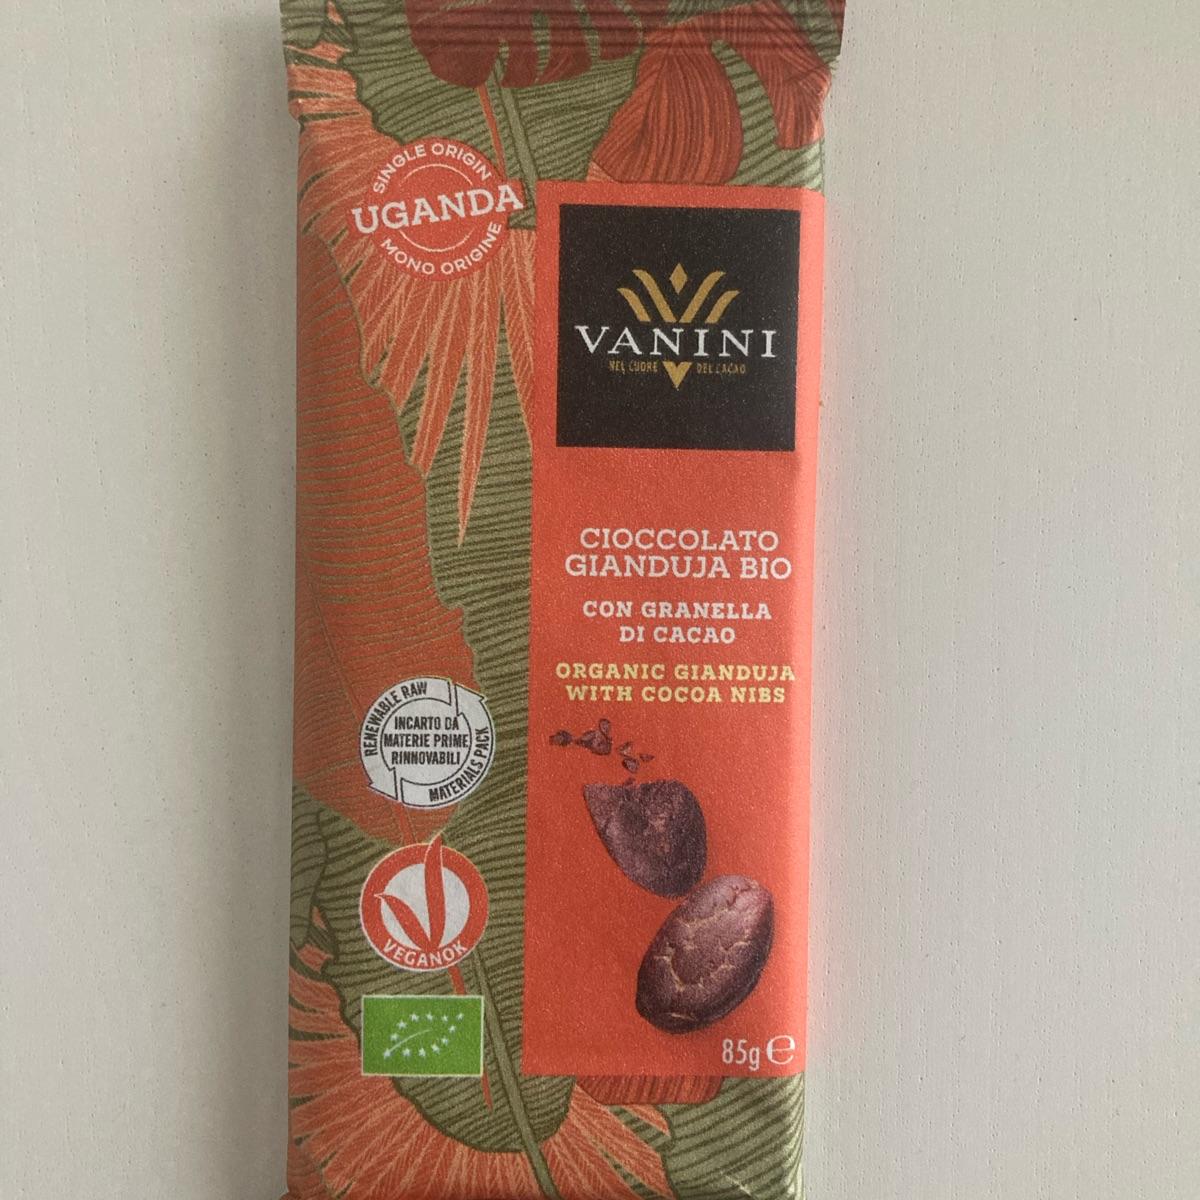 SINGLE ORIGIN
UGANDA
MONO ORIGINE
VANINI
NEL CUORE DEL CACAO
CIOCCOLATO
GIANDUJA BIO
CON GRANELLA
DI CACAO
ORGANIC GIANDUJA
WITH COCOA NIBS
RENEWABLE RAW
INCARTO DA
MATERIE PRIME
RINNOVABILI
MATERIALS PACK
VEGANOK
85g ℮